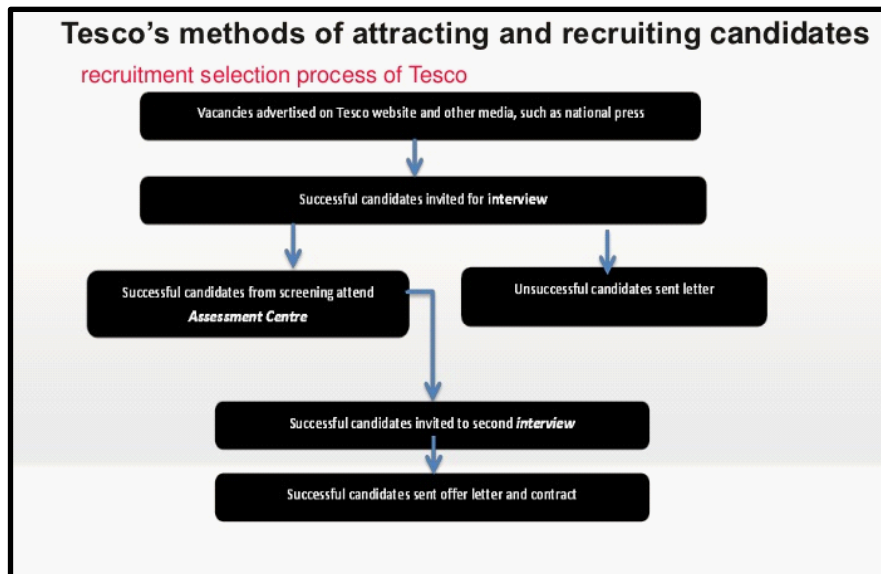 Tesco's methods of attracting and recruiting candidates
recruitment selection process of Tesco
Vacancies advertised on Tesco website and other media, such as national press
Successful candidates invited for interview
Successful candidates from screening attend
Assessment Centre
Unsuccessful candidates sent letter
Successful candidates invited to second interview
Successful candidates sent offer letter and contract